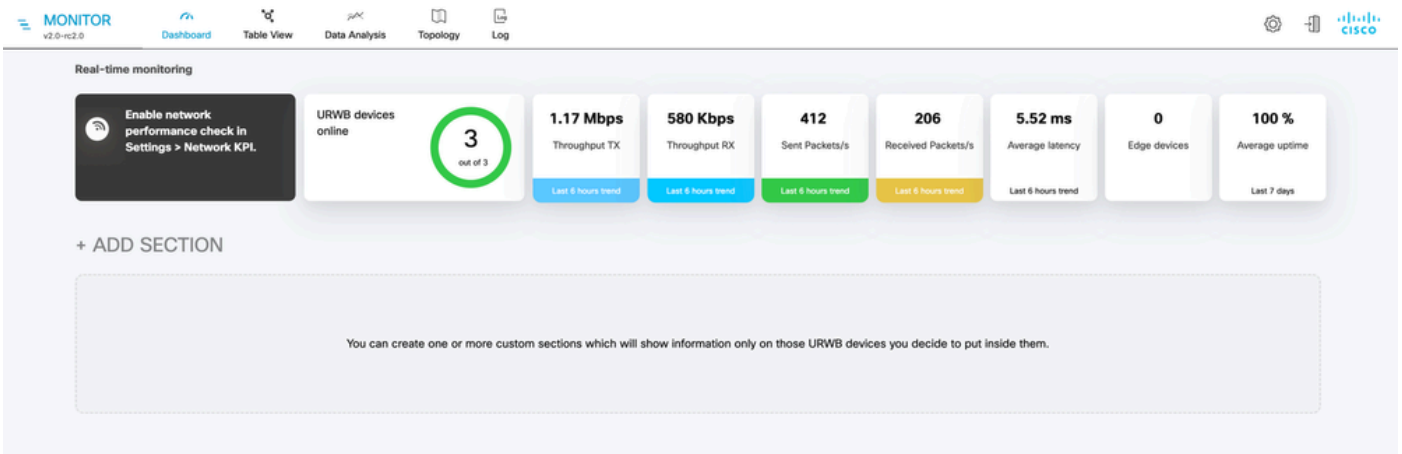 MONITOR
v2.0-rc2.0
Dashboard
Table View
Data Analysis
Topology
Log
CISCO
Real-time monitoring
Enable network
performance check in
Settings > Network KPI.
URWB devices
online
3
out of 3
1.17 Mbps
Throughput TX
Last 6 hours trend
580 Kbps
Throughput RX
Last 6 hours trend
412
Sent Packets/s
Last 6 hours trend
206
Received Packets/s
Last 6 hours trend
5.52 ms
Average latency
Last 6 hours trend
0
Edge devices
100 %
Average uptime
Last 7 days
+ ADD SECTION
You can create one or more custom sections which will show information only on those URWB devices you decide to put inside them.